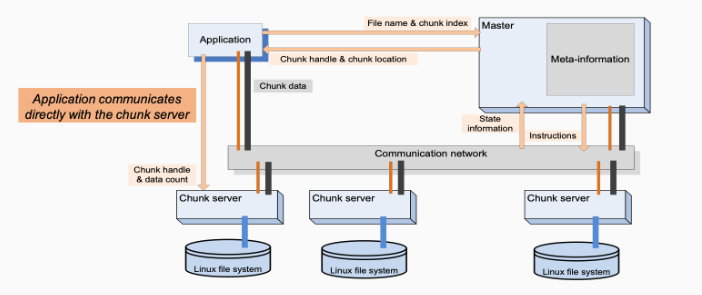 File name & chunk index
Master
Application
Chunk handle & chunk location
Meta-information
Chunk data
Application communicates
directly with the chunk server
State
information
Instructions
Communication network
Chunk handle
& data count
Chunk server
Chunk server
Chunk server
Linux file system
Linux file system
Linux file system